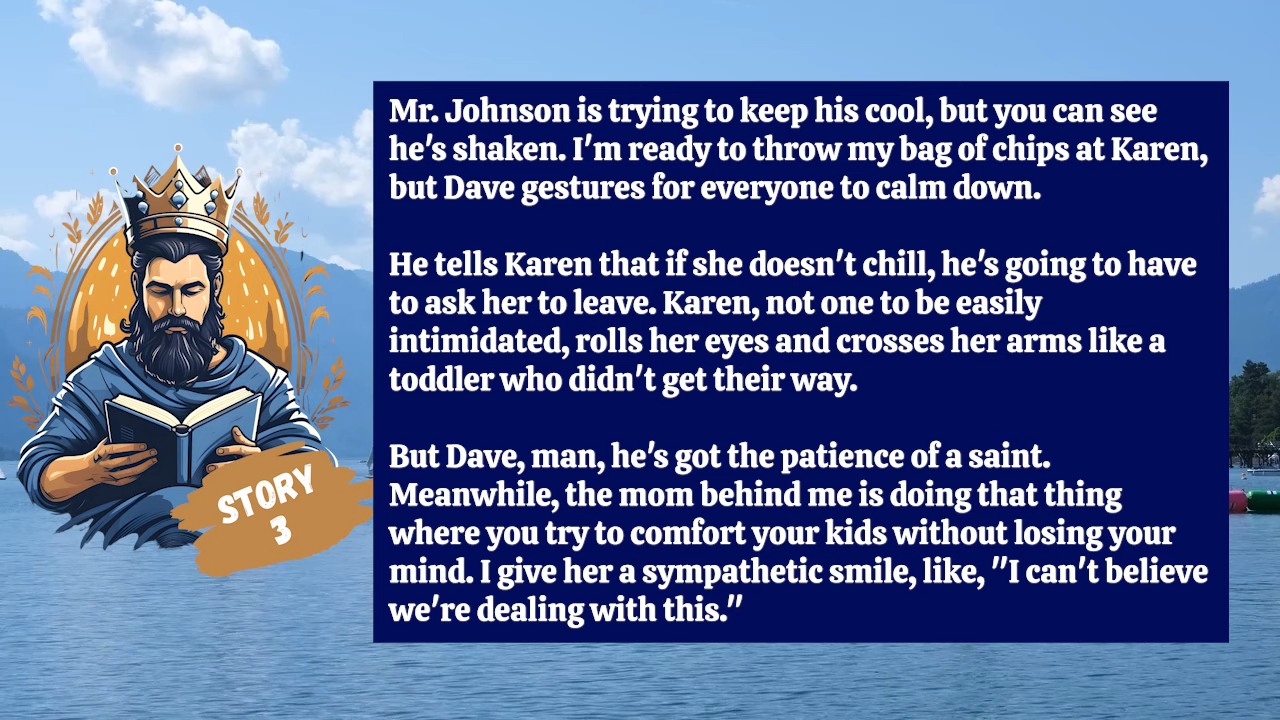 Mr. Johnson is trying to keep his cool, but you can see
he's shaken. I'm ready to throw my bag of chips at Karen,
but Dave gestures for everyone to calm down.
He tells Karen that if she doesn't chill, he's going to have
to ask her to leave. Karen, not one to be easily
intimidated, rolls her eyes and crosses her arms like a
toddler who didn't get their way.
But Dave, man, he's got the patience of a saint.
Meanwhile, the mom behind me is doing that thing
where you try to comfort your kids without losing your
mind. I give her a sympathetic smile, like, "I can't believe
we're dealing with this."
STORY
3